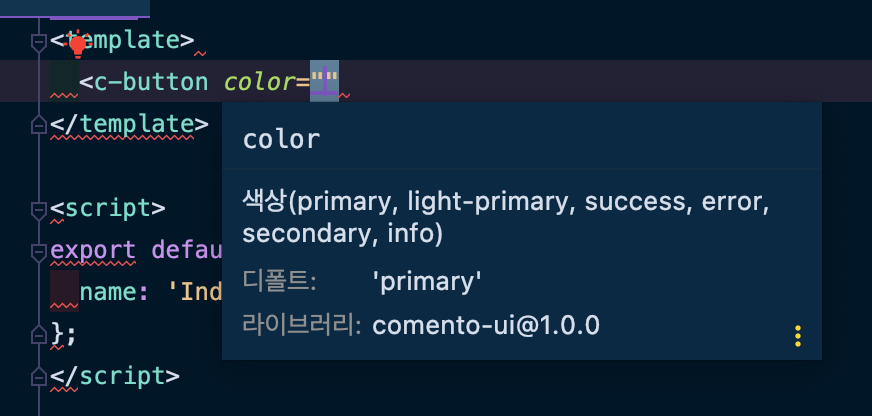 <template>
<c-button color=""
</template>
color
색상(primary, light-primary, success, error,
secondary, info)
디폴트: 'primary'
라이브러리: comento-ui@1.0.0
<script>
export defau
name: 'Ind
};
</script>